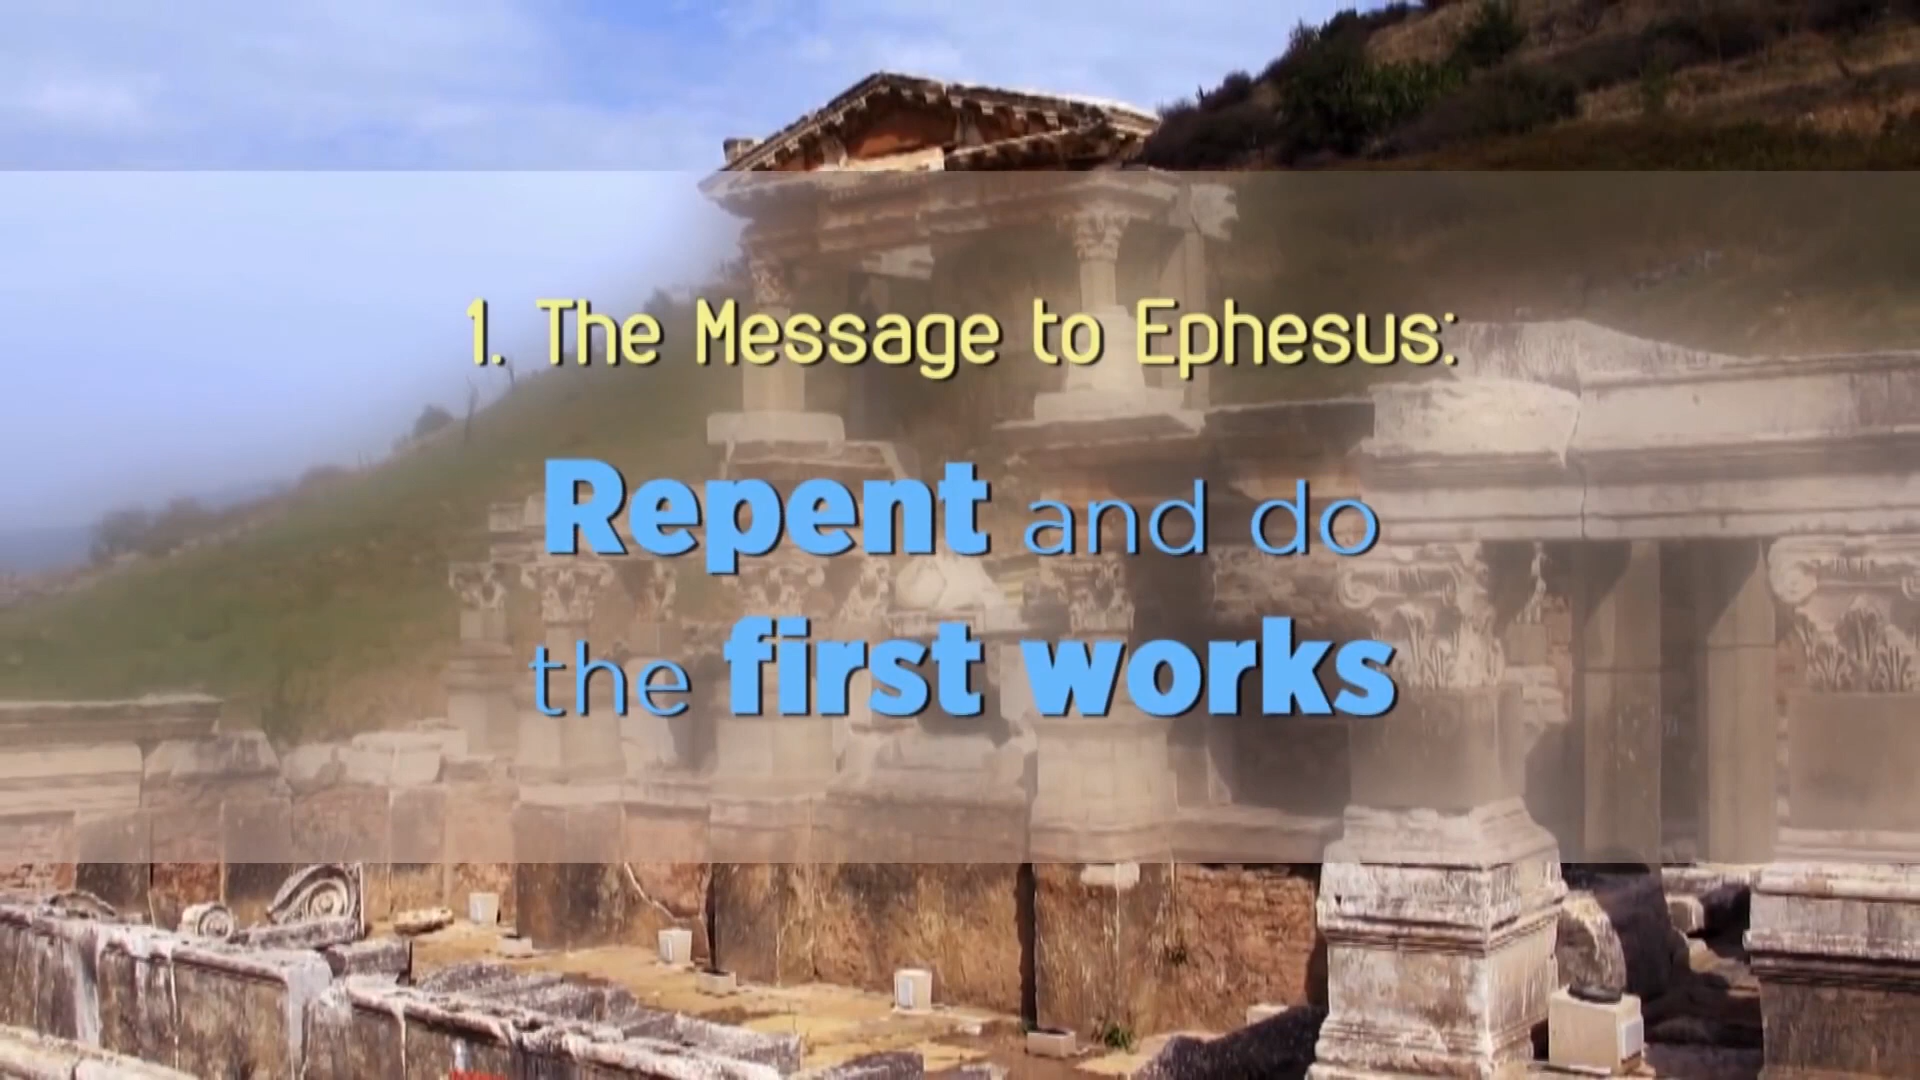 1. The Message to Ephesus:
Repent and do
the first works